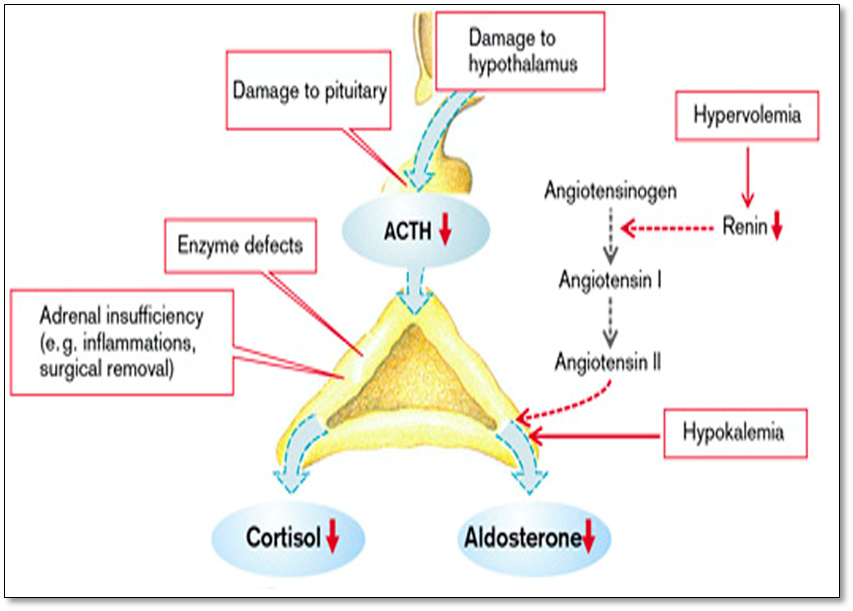 Damage to
hypothalamus
Damage to pituitary
Hypervolemia
Angiotensinogen
Renin
ACTH
Enzyme defects
Angiotensin I
Adrenal insufficiency
(e. g. inflammations,
surgical removal)
Angiotensin II
Hypokalemia
Cortisol
Aldosterone